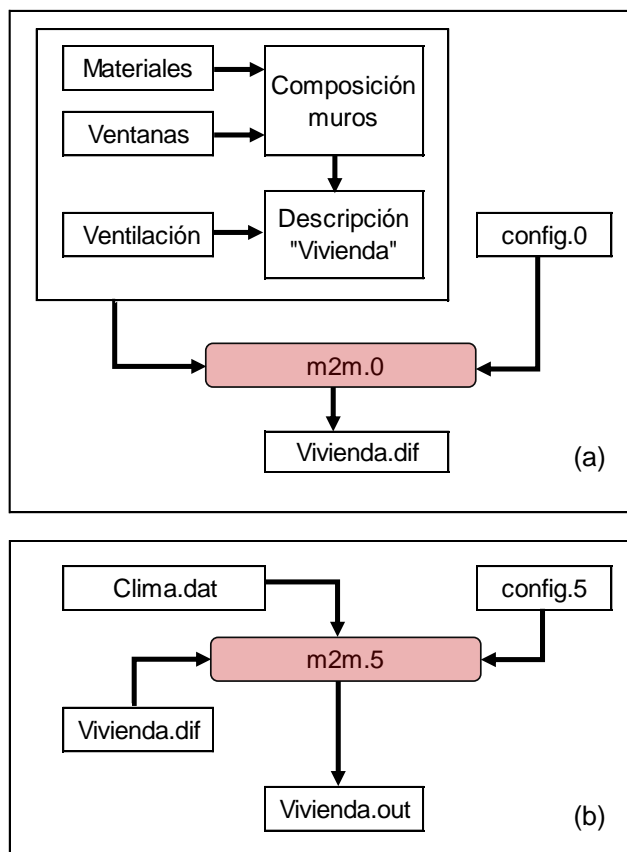 Materiales
Composición
muros
Ventanas
Ventilación
Descripción
"Vivienda"
config.0
m2m.0
Vivienda.dif
(a)
Clima.dat
config.5
m2m.5
Vivienda.dif
Vivienda.out
(b)